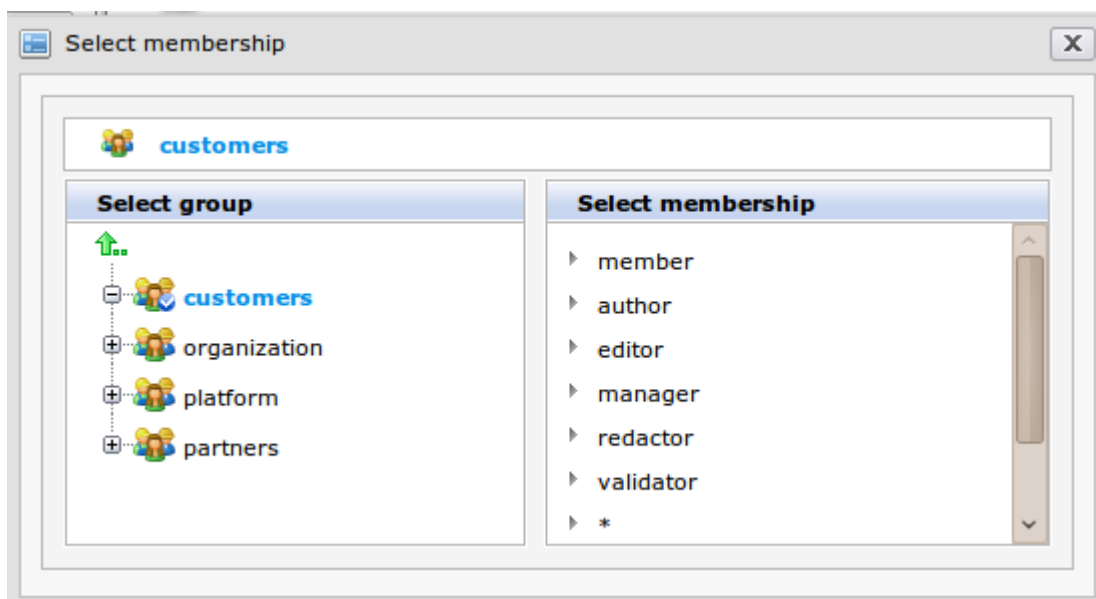 Select membership
X
customers
Select group
Select membership
..
customers
organization
platform
partners
member
author
editor
manager
redactor
validator
*